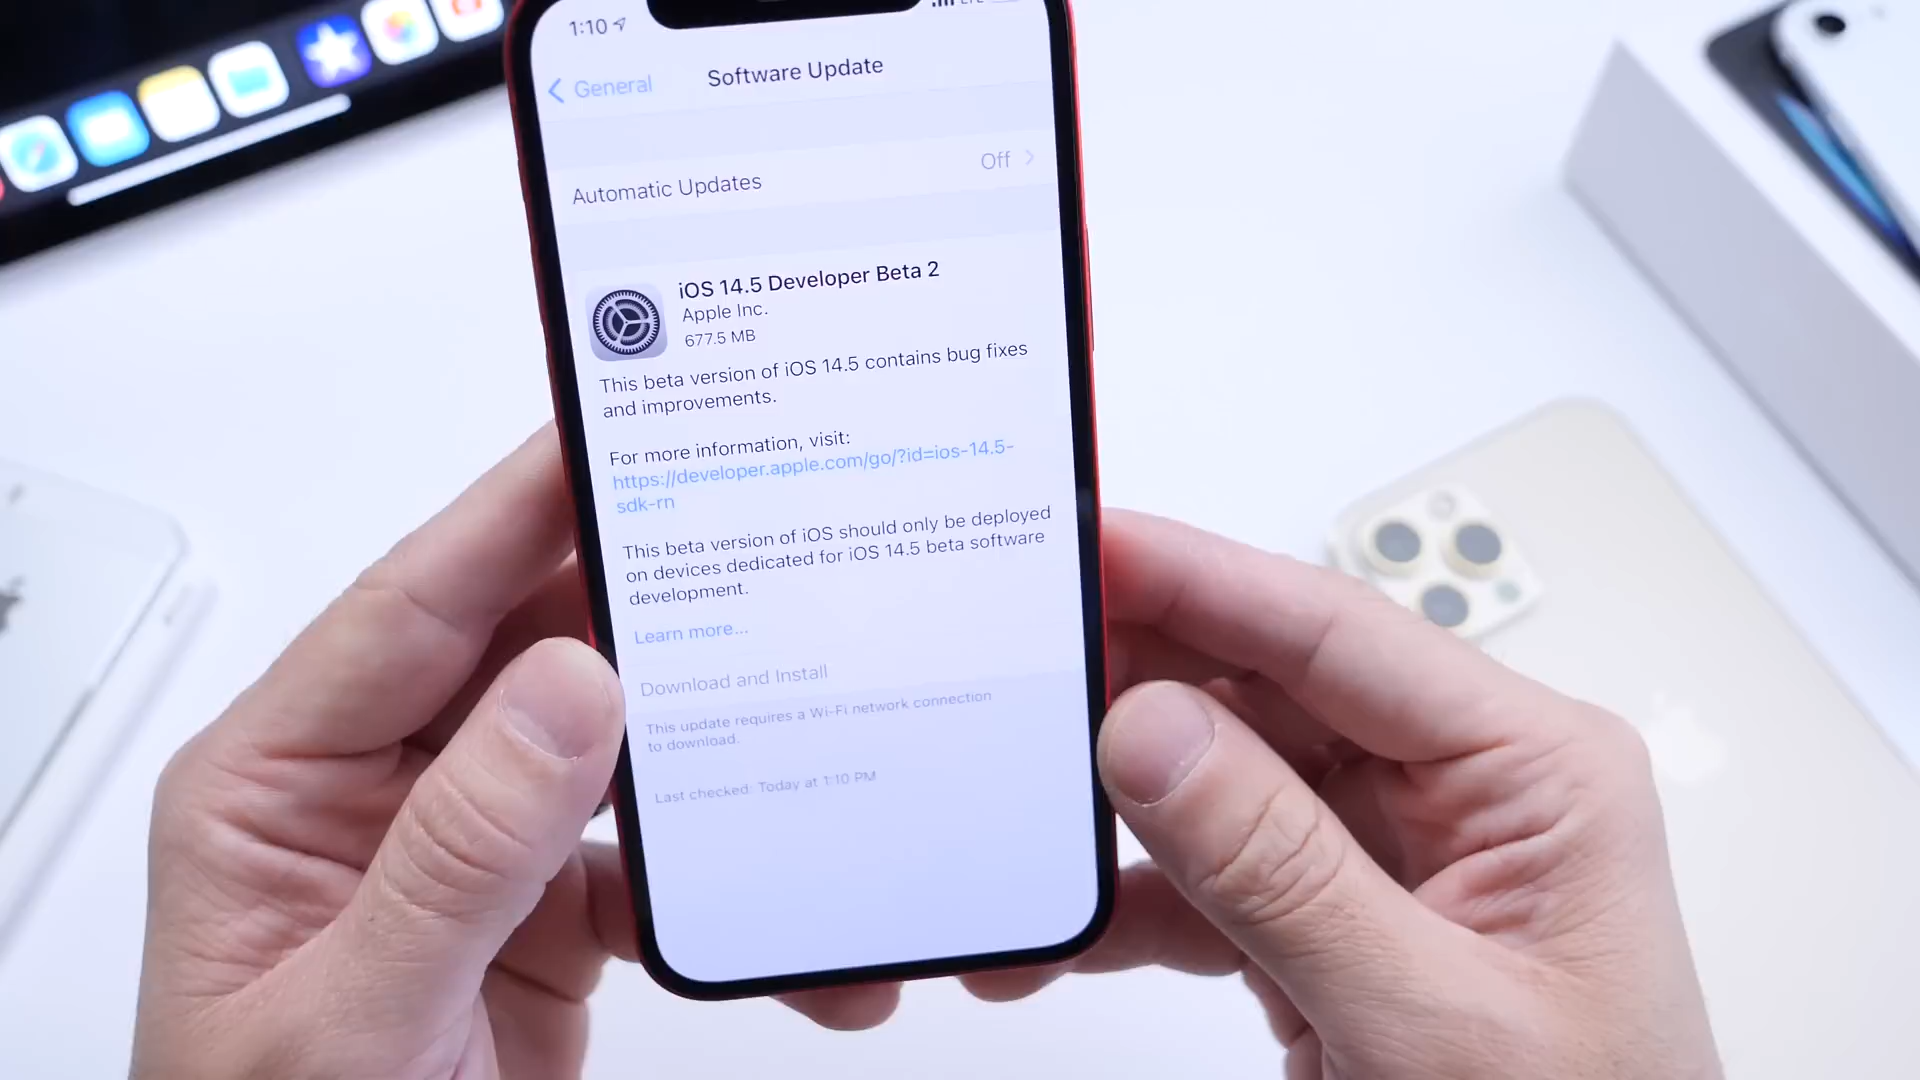 1:10
General
Software Update
Automatic Updates
Off
iOS 14.5 Developer Beta 2
Apple Inc.
677.5 MB
This beta version of iOS 14.5 contains bug fixes
and improvements.
For more information, visit:
https://developer.apple.com/go/?id=ios-14.5-
sdk-rn
This beta version of iOS should only be deployed
on devices dedicated for iOS 14.5 beta software
development.
Learn more...
Download and Install
This update requires a Wi-Fi network connection
to download.
Last checked: Today at 1:10 PM